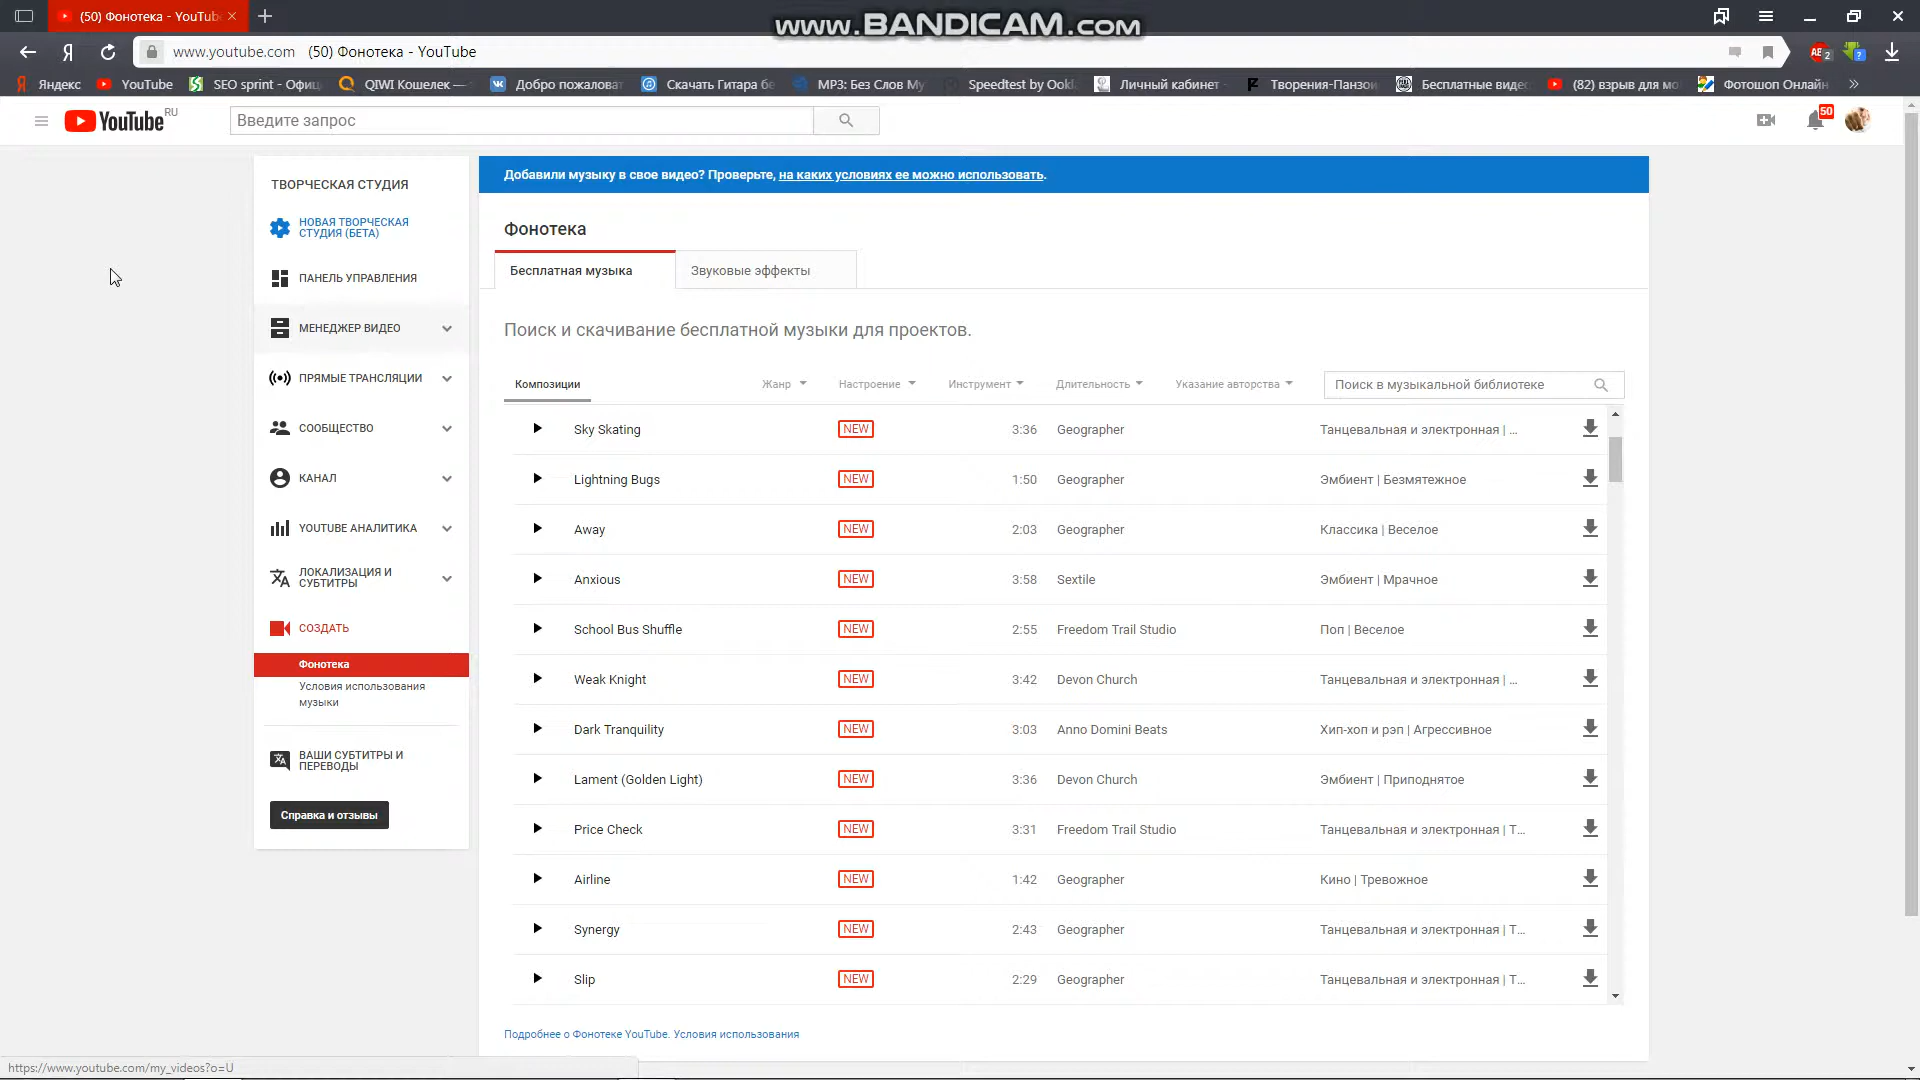 (50) Фонотека - YouTub
www.BANDICAM.com
www.youtube.com (50) Фонотека - YouTube
Яндекс YouTube SEO sprint - Офиц QIWI Кошелек — Добро пожаловат Скачать Гитара бе MP3: Без Слов Му Speedtest by Ookl Личный кабинет - Творения-Панзои Бесплатные видео (82) взрыв для мо Фотошоп Онлайн
YouTube RU
Введите запрос
50
ТВОРЧЕСКАЯ СТУДИЯ
НОВАЯ ТВОРЧЕСКАЯ
СТУДИЯ (БЕТА)
ПАНЕЛЬ УПРАВЛЕНИЯ
МЕНЕДЖЕР ВИДЕО
ПРЯМЫЕ ТРАНСЛЯЦИИ
СООБЩЕСТВО
КАНАЛ
YOUTUBE АНАЛИТИКА
ЛОКАЛИЗАЦИЯ И
СУБТИТРЫ
СОЗДАТЬ
Фонотека
Условия использования
музыки
ВАШИ СУБТИТРЫ И
ПЕРЕВОДЫ
Справка и отзывы
Добавили музыку в свое видео? Проверьте, на каких условиях ее можно использовать.
Фонотека
Бесплатная музыка Звуковые эффекты
Поиск и скачивание бесплатной музыки для проектов.
Композиции Жанр Настроение Инструмент Длительность Указание авторства Поиск в музыкальной библиотеке
Sky Skating NEW 3:36 Geographer Танцевальная и электронная | ...
Lightning Bugs NEW 1:50 Geographer Эмбиент | Безмятежное
Away NEW 2:03 Geographer Классика | Веселое
Anxious NEW 3:58 Sextile Эмбиент | Мрачное
School Bus Shuffle NEW 2:55 Freedom Trail Studio Поп | Веселое
Weak Knight NEW 3:42 Devon Church Танцевальная и электронная | ...
Dark Tranquility NEW 3:03 Anno Domini Beats Хип-хоп и рэп | Агрессивное
Lament (Golden Light) NEW 3:36 Devon Church Эмбиент | Приподнятое
Price Check NEW 3:31 Freedom Trail Studio Танцевальная и электронная | Т...
Airline NEW 1:42 Geographer Кино | Тревожное
Synergy NEW 2:43 Geographer Танцевальная и электронная | Т...
Slip NEW 2:29 Geographer Танцевальная и электронная | Т...
Подробнее о Фонотеке YouTube. Условия использования
https://www.youtube.com/my_videos?o=U